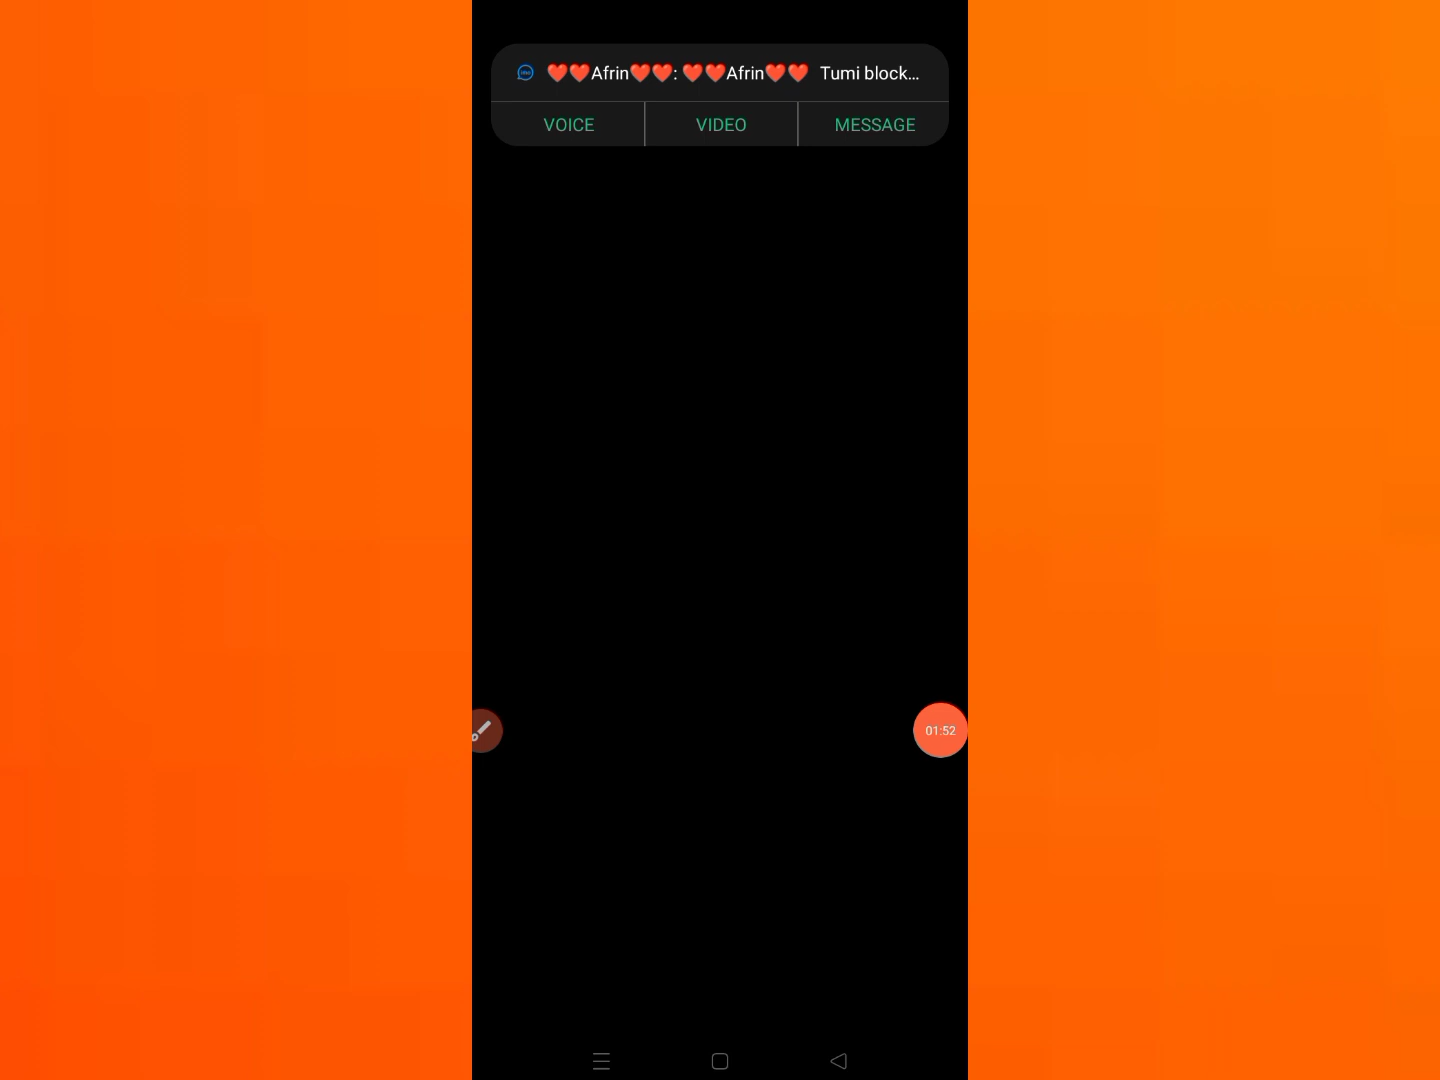 ❤️❤️Afrin❤️❤️: ❤️❤️Afrin❤️❤️ Tumi block...
VOICE VIDEO MESSAGE
01:52